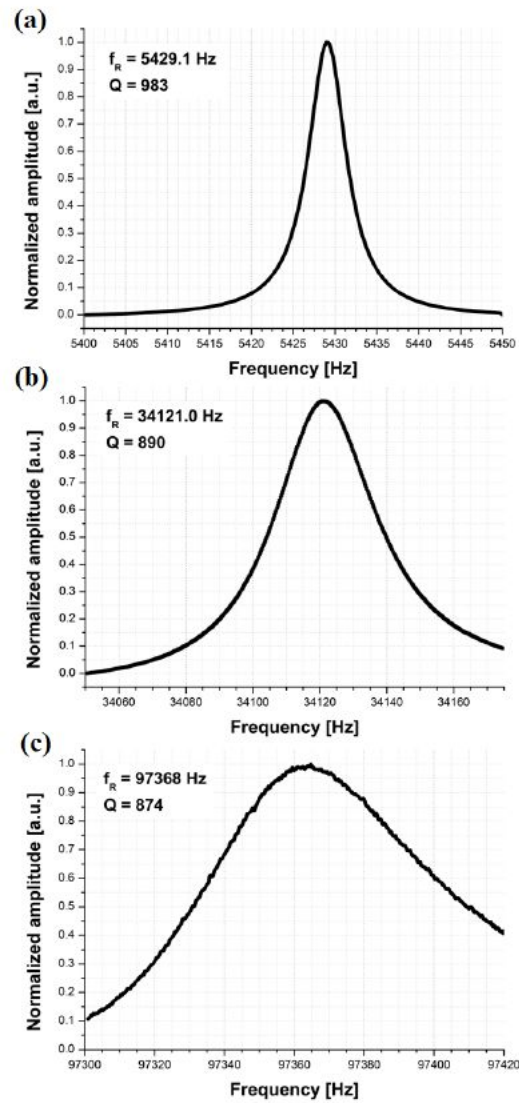 (a)
f_R = 5429.1 Hz
Q = 983
Normalized amplitude [a.u.]
1.0
0.9
0.8
0.7
0.6
0.5
0.4
0.3
0.2
0.1
0.0
5400 5405 5410 5415 5420 5425 5430 5435 5440 5445 5450
Frequency [Hz]
(b)
f_R = 34121.0 Hz
Q = 890
Normalized amplitude [a.u.]
1.0
0.9
0.8
0.7
0.6
0.5
0.4
0.3
0.2
0.1
0.0
34060 34080 34100 34120 34140 34160
Frequency [Hz]
(c)
f_R = 97368 Hz
Q = 874
Normalized amplitude [a.u.]
1.0
0.9
0.8
0.7
0.6
0.5
0.4
0.3
0.2
0.1
0.0
97300 97320 97340 97360 97380 97400 97420
Frequency [Hz]